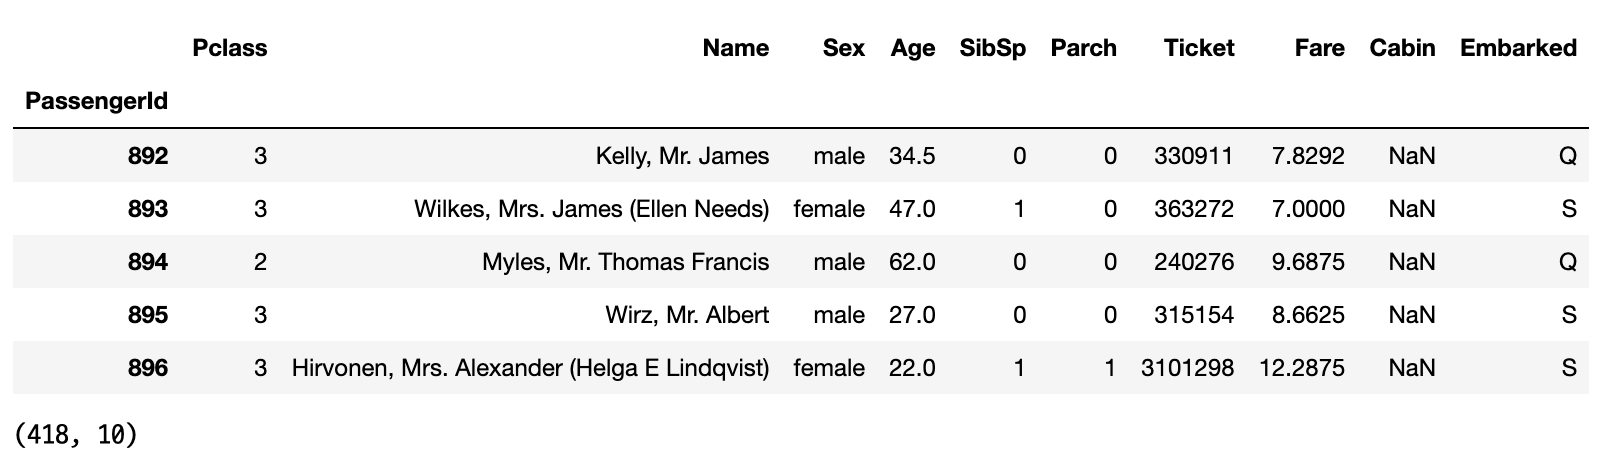 Pclass Name Sex Age SibSp Parch Ticket Fare Cabin Embarked
PassengerId
892 3 Kelly, Mr. James male 34.5 0 0 330911 7.8292 NaN Q
893 3 Wilkes, Mrs. James (Ellen Needs) female 47.0 1 0 363272 7.0000 NaN S
894 2 Myles, Mr. Thomas Francis male 62.0 0 0 240276 9.6875 NaN Q
895 3 Wirz, Mr. Albert male 27.0 0 0 315154 8.6625 NaN S
896 3 Hirvonen, Mrs. Alexander (Helga E Lindqvist) female 22.0 1 1 3101298 12.2875 NaN S
(418, 10)